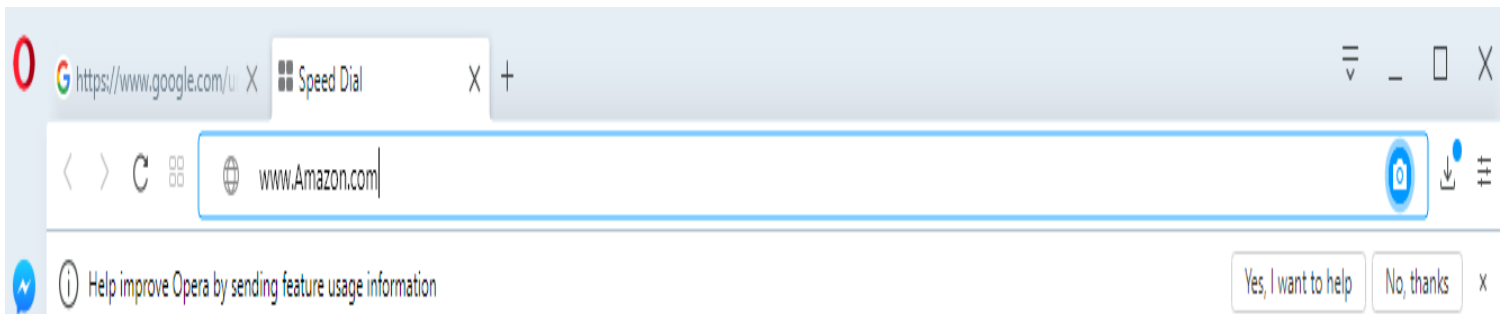 https://www.google.com/u
Speed Dial
www.Amazon.com
Help improve Opera by sending feature usage information
Yes, I want to help
No, thanks